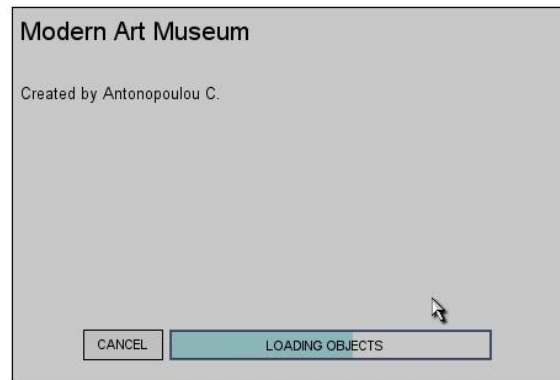 Modern Art Museum
Created by Antonopoulou C.
CANCEL
LOADING OBJECTS